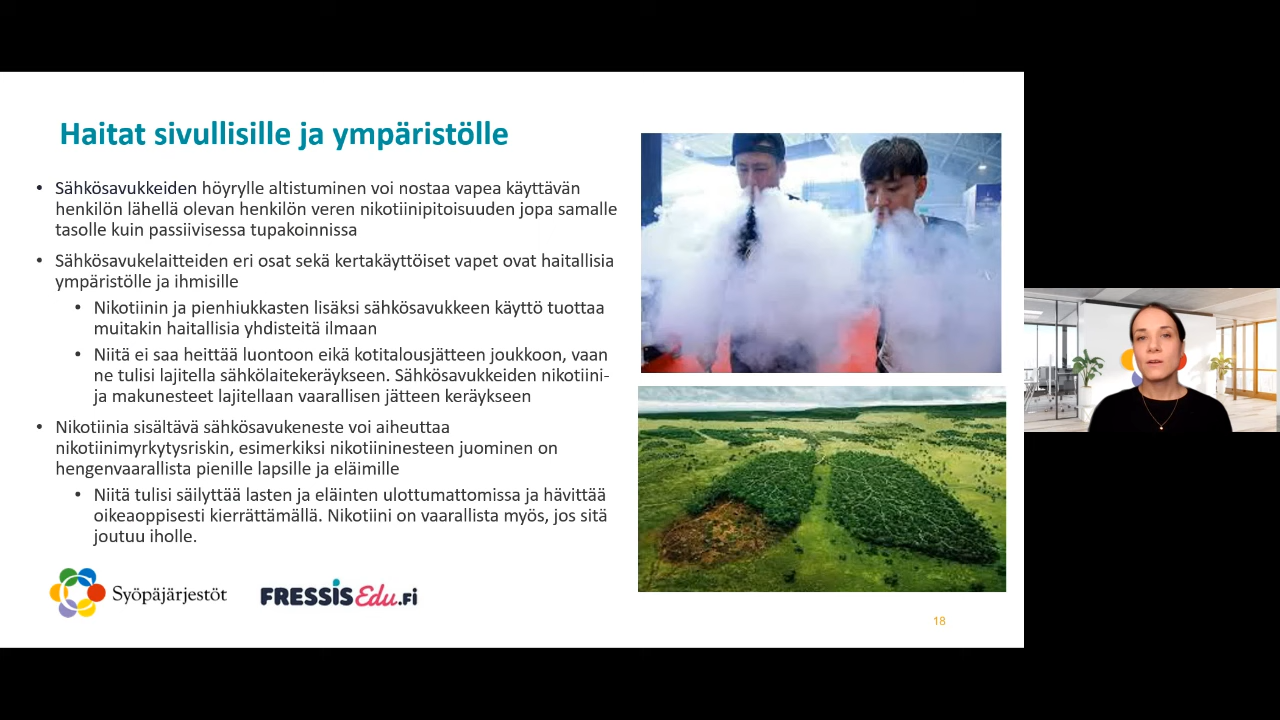 Haitat sivullisille ja ympäristölle
• Sähkösavukkeiden höyrylle altistuminen voi nostaa vapea käyttävän
henkilön lähellä olevan henkilön veren nikotiinipitoisuuden jopa samalle
tasolle kuin passiivisessa tupakoinnissa
• Sähkösavukelaitteiden eri osat sekä kertakäyttöiset vapet ovat haitallisia
ympäristölle ja ihmisille
• Nikotiinin ja pienhiukkasten lisäksi sähkösavukkeen käyttö tuottaa
muitakin haitallisia yhdisteitä ilmaan
• Niitä ei saa heittää luontoon eikä kotitalousjätteen joukkoon, vaan
ne tulisi lajitella sähkölaitekeräykseen. Sähkösavukkeiden nikotiini-
ja makunesteet lajitellaan vaarallisen jätteen keräykseen
• Nikotiinia sisältävä sähkösavukeneste voi aiheuttaa
nikotiinimyrkytysriskin, esimerkiksi nikotiininesteen juominen on
hengenvaarallista pienille lapsille ja eläimille
• Niitä tulisi säilyttää lasten ja eläinten ulottumattomissa ja hävittää
oikeaoppisesti kierrättämällä. Nikotiini on vaarallista myös, jos sitä
joutuu iholle.
Syöpäjärjestöt
FRESSIS Edu.fi
18